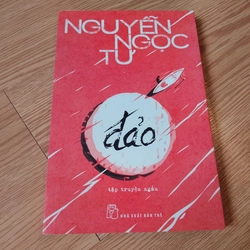 NGUYỄN
NGỌC
TƯ
đảo
tập truyện ngắn
NHÀ XUẤT BẢN TRẺ